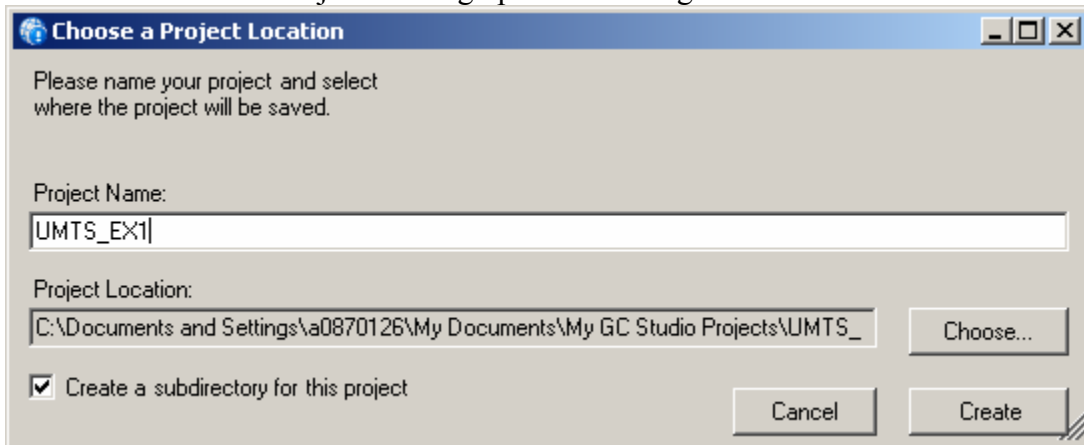 Choose a Project Location
Please name your project and select
where the project will be saved.
Project Name:
UMTS_EX1
Project Location:
C:\Documents and Settings\a0870126\My Documents\My GC Studio Projects\UMTS_
Choose...
Create a subdirectory for this project
Cancel
Create